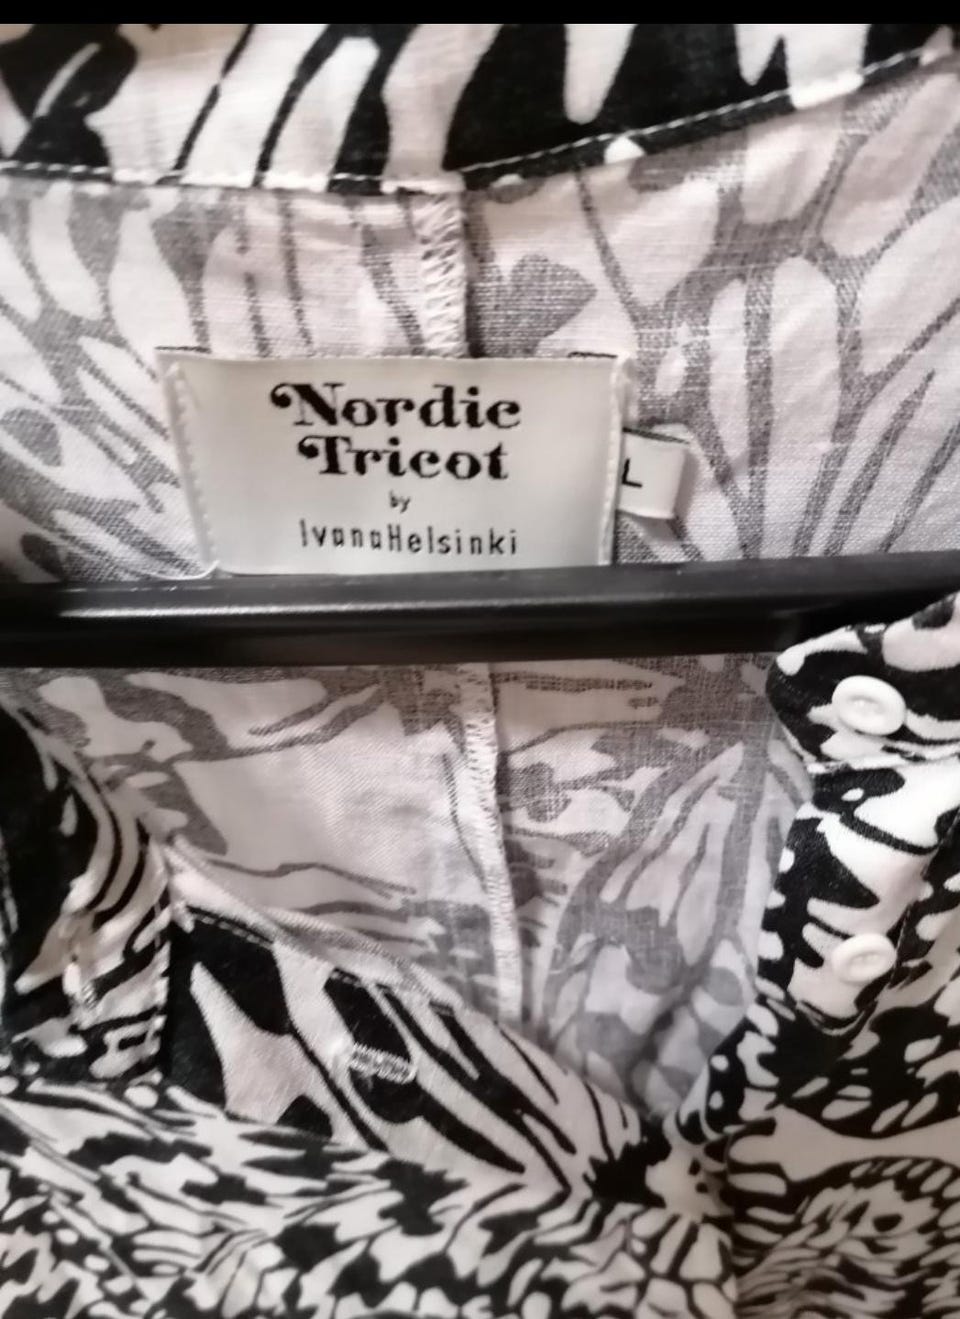 Nordic
Tricot
by
IvanaHelsinki
L